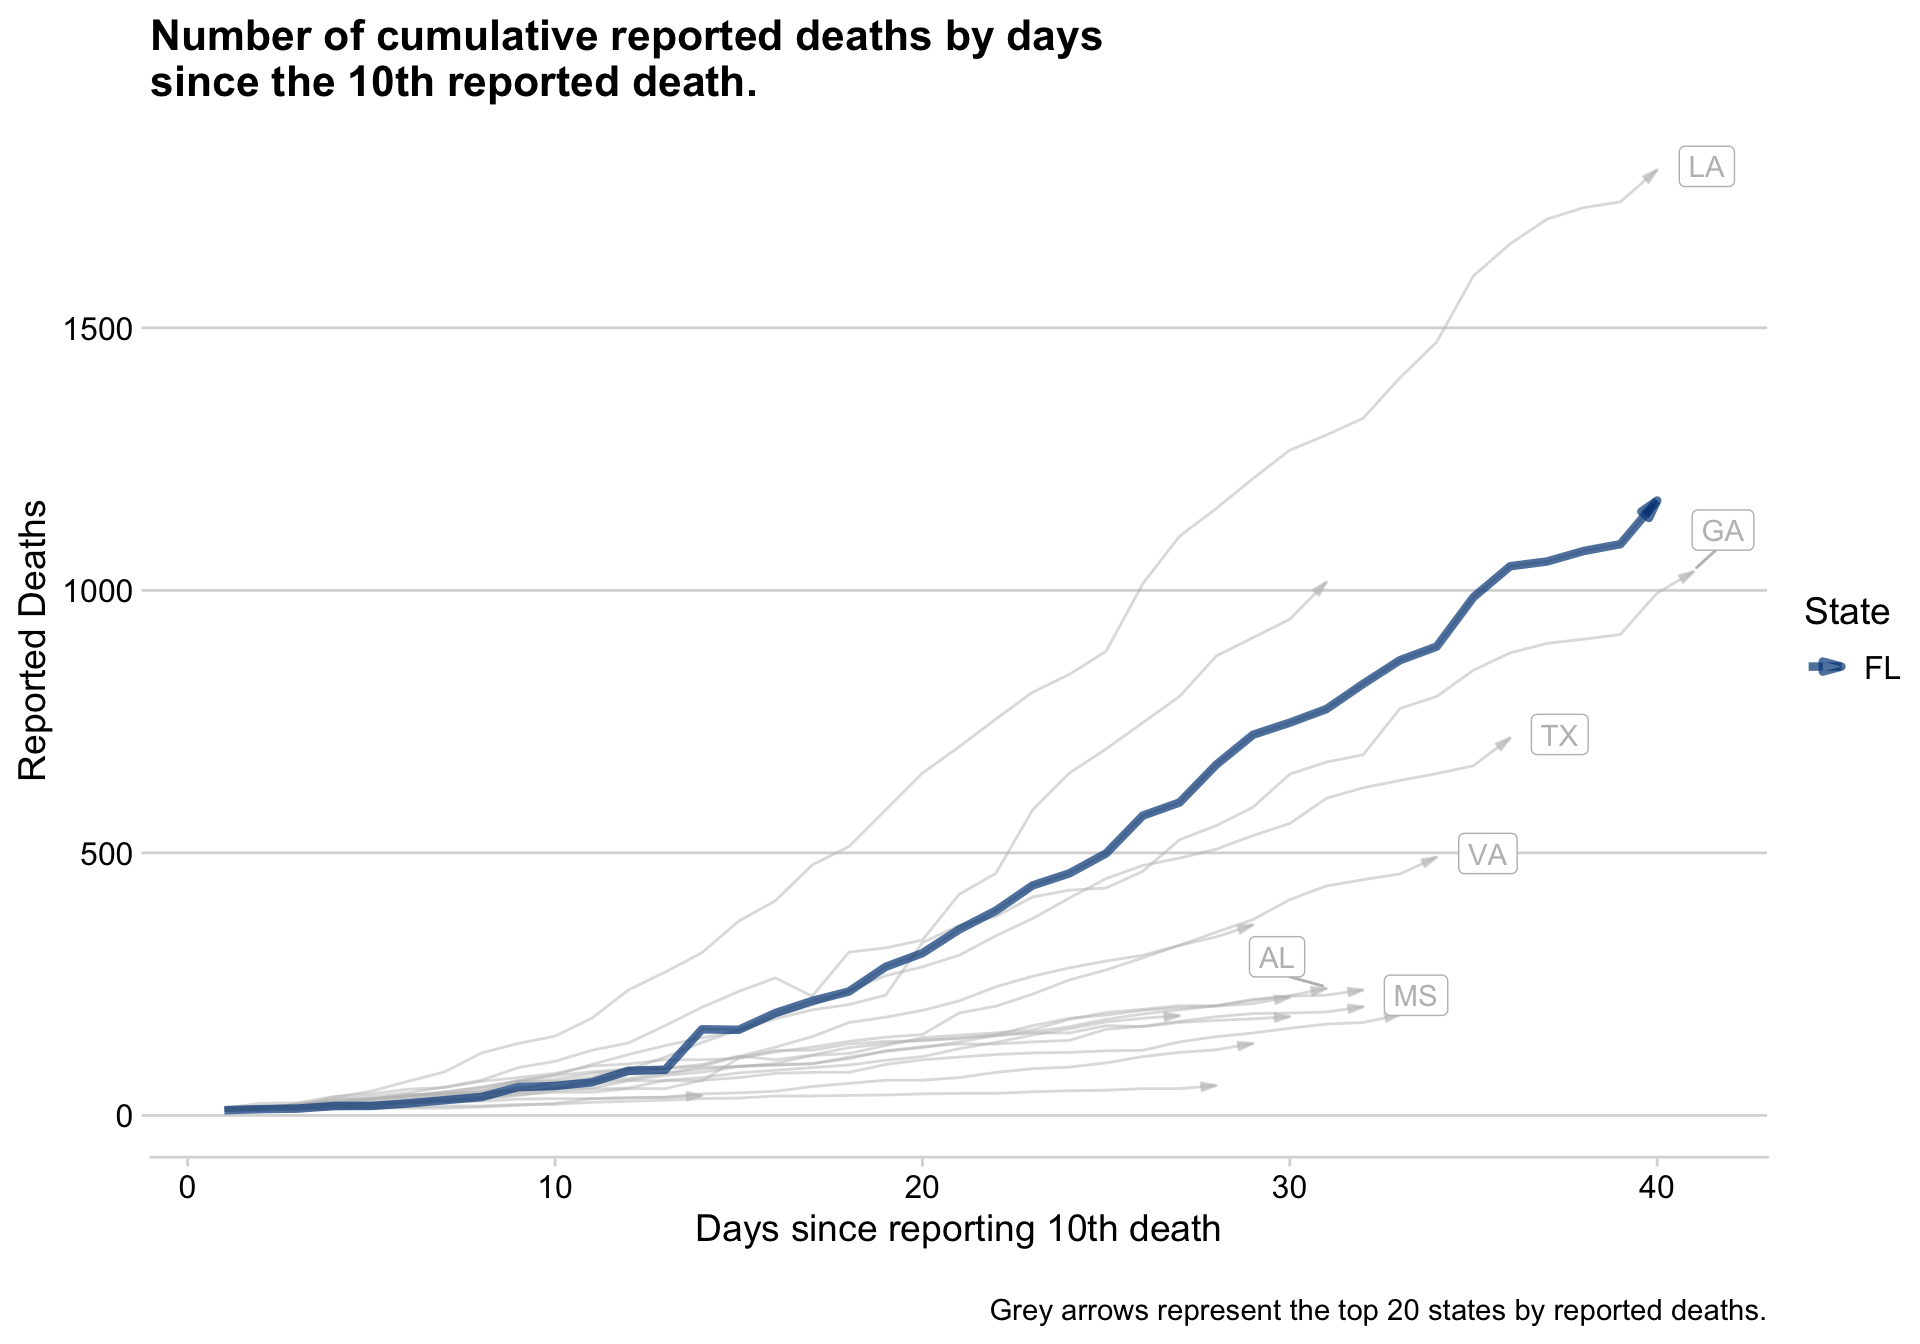 Number of cumulative reported deaths by days
since the 10th reported death.
LA
1500
GA
1000
Reported Deaths
State
FL
TX
500
VA
AL
MS
0
0 10 20 30 40
Days since reporting 10th death
Grey arrows represent the top 20 states by reported deaths.